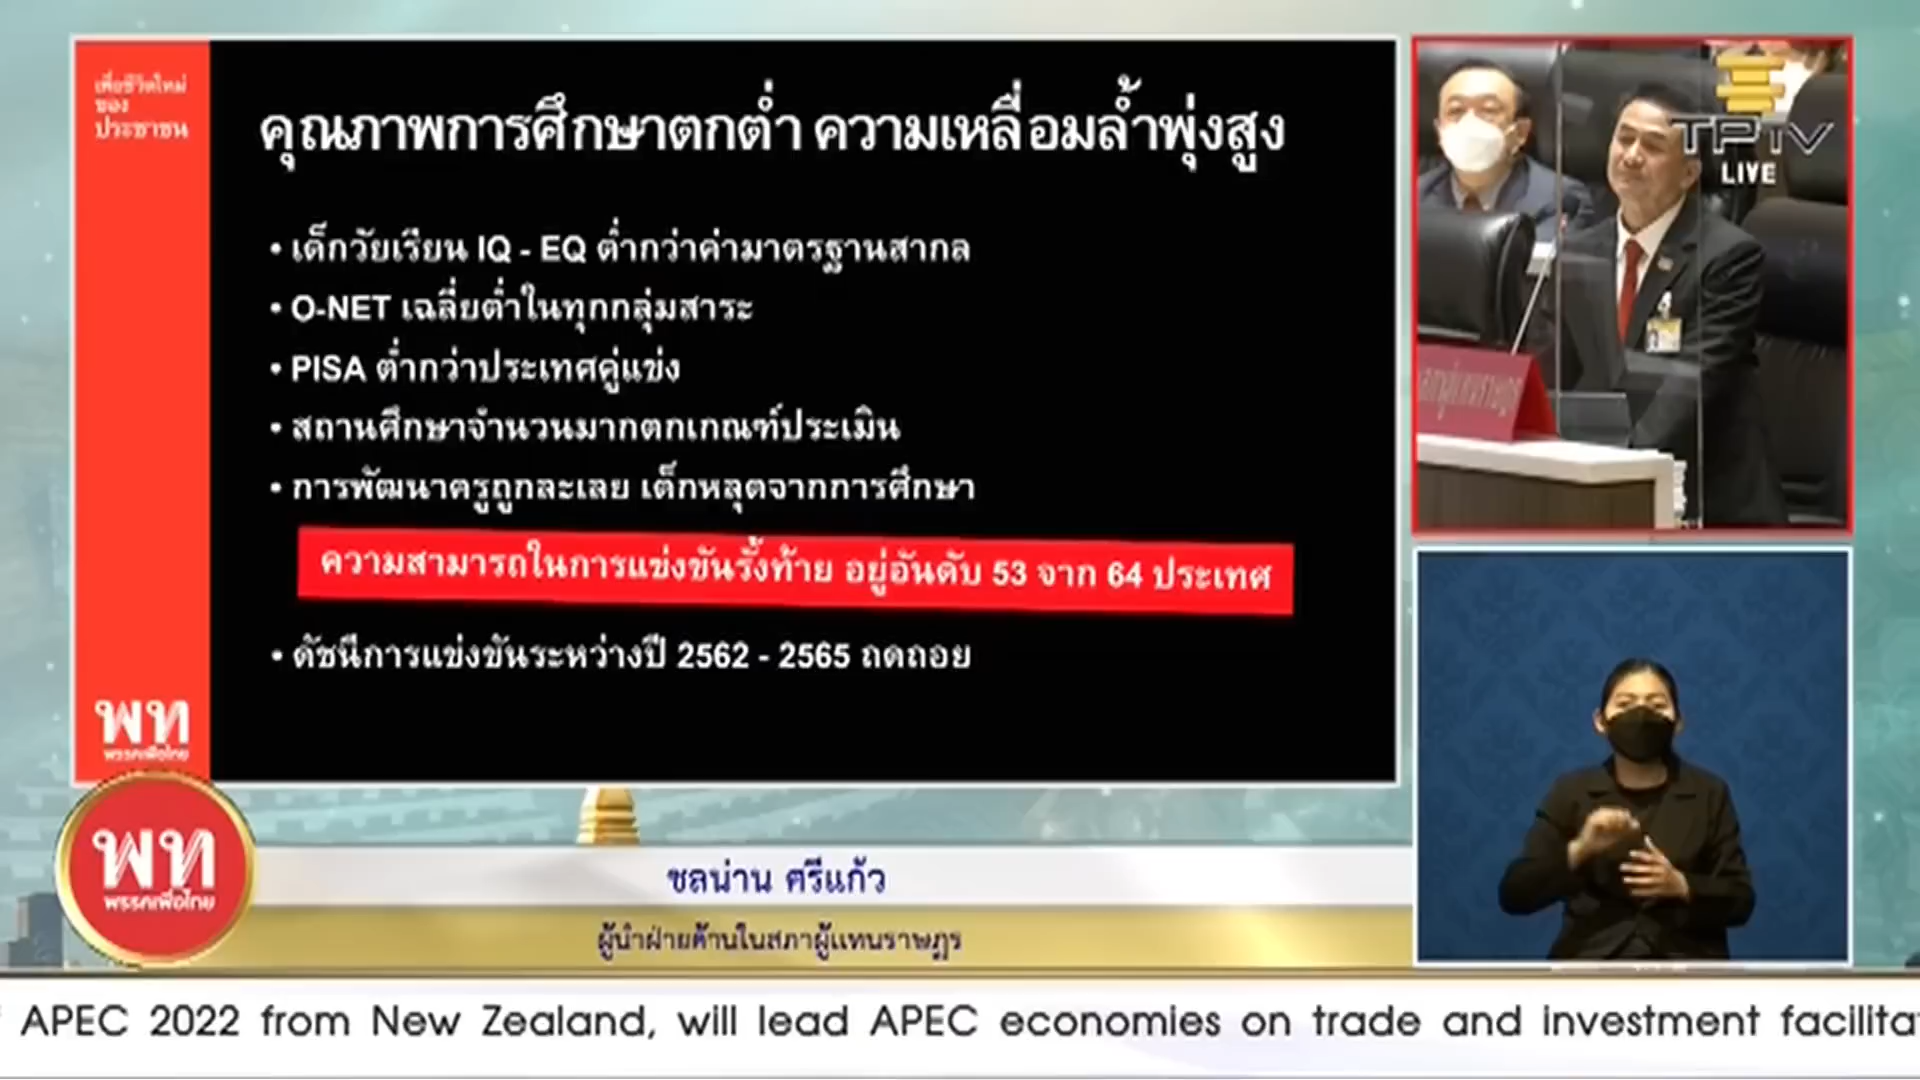 เพื่อชีวิตใหม่
ของ
ประชาชน
คุณภาพการศึกษาตกต่ำ ความเหลื่อมล้ำพุ่งสูง
• เด็กวัยเรียน IQ - EQ ต่ำกว่าค่ามาตรฐานสากล
• O-NET เฉลี่ยต่ำในทุกกลุ่มสาระ
• PISA ต่ำกว่าประเทศคู่แข่ง
• สถานศึกษาจำนวนมากตกเกณฑ์ประเมิน
• การพัฒนาครูถูกละเลย เด็กหลุดจากการศึกษา
ความสามารถในการแข่งขันรั้งท้าย อยู่อันดับ 53 จาก 64 ประเทศ
• ดัชนีการแข่งขันระหว่างปี 2562 - 2565 ถดถอย
พท
พรรคเพื่อไทย
TPTV
LIVE
พท
พรรคเพื่อไทย
ชลน่าน ศรีแก้ว
ผู้นำฝ่ายค้านในสภาผู้แทนราษฎร
APEC 2022 from New Zealand, will lead APEC economies on trade and investment facilita